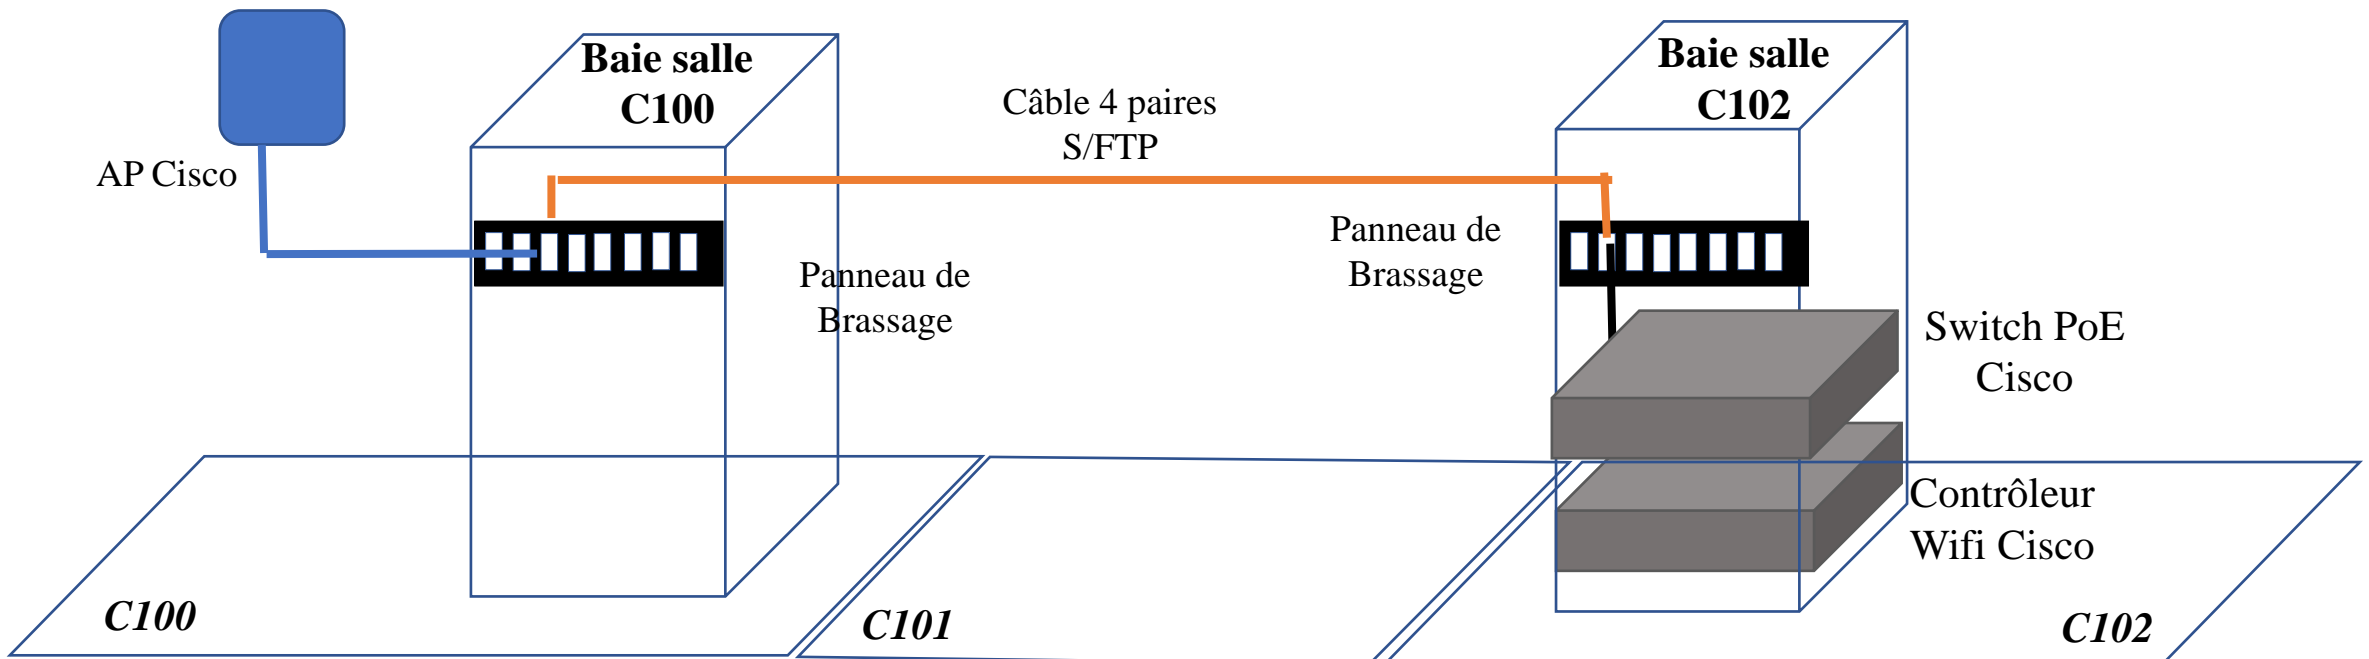 Baie salle
C100
Baie salle
C102
Câble 4 paires
S/FTP
AP Cisco
Panneau de
Brassage
Panneau de
Brassage
Switch PoE
Cisco
Contrôleur
Wifi Cisco
C100
C101
C102